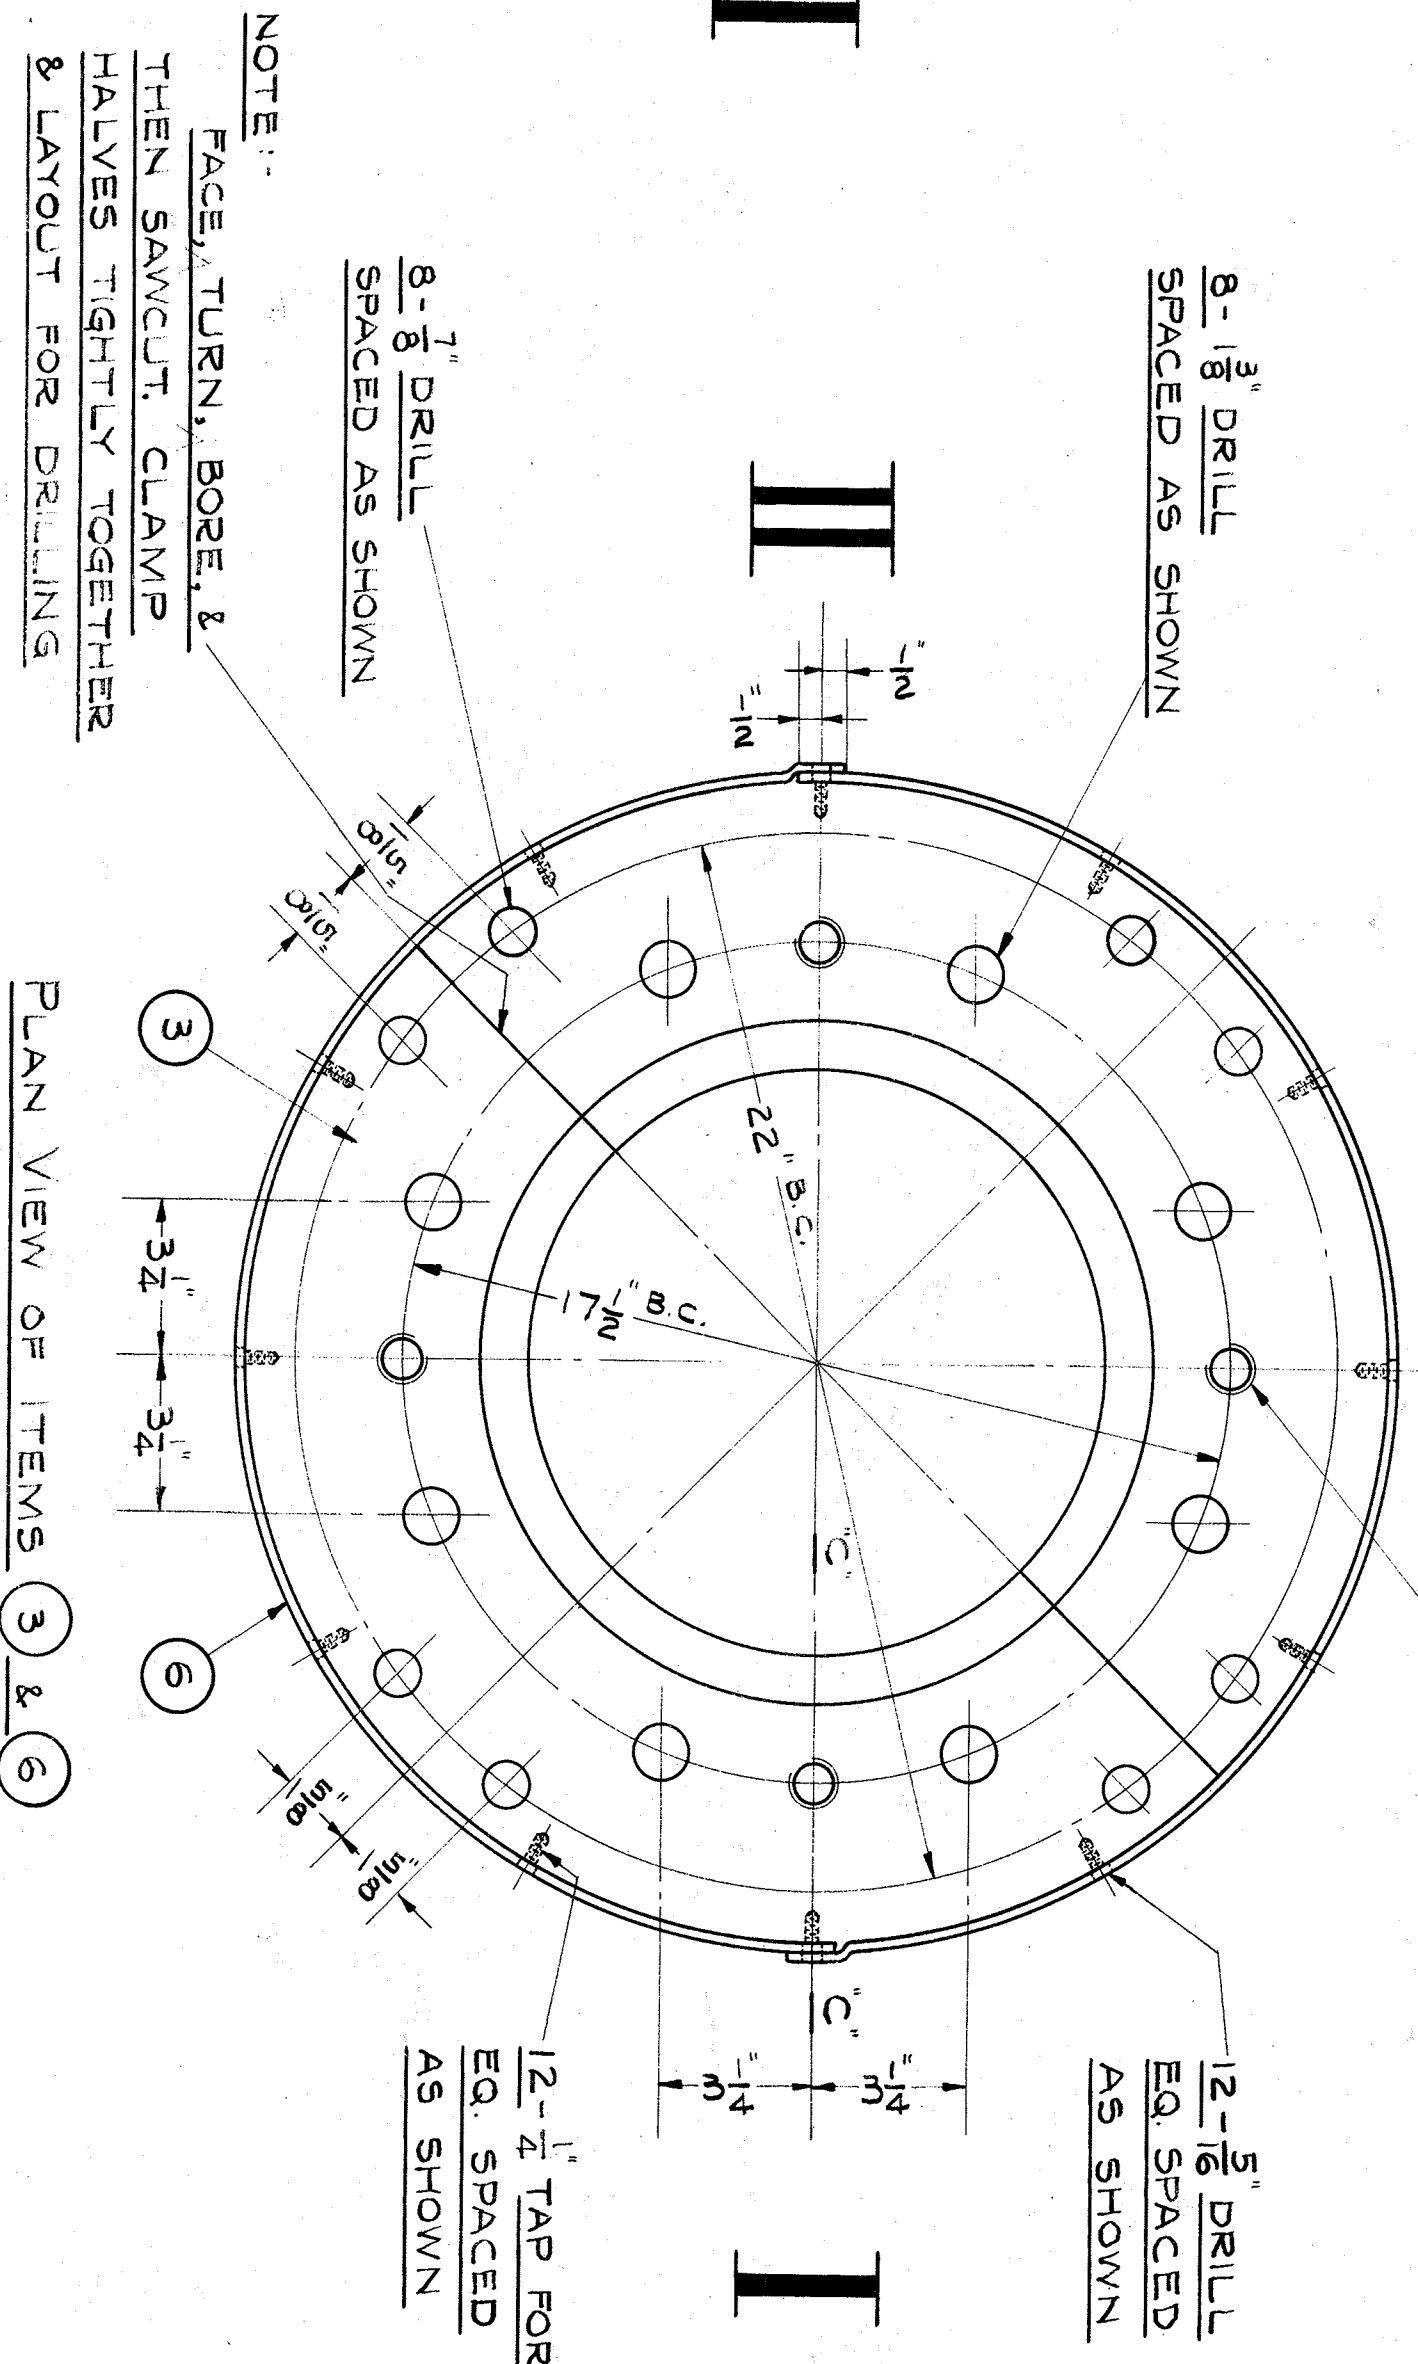 8-1 3/8" DRILL
SPACED AS SHOWN
12-5/16" DRILL
EQ. SPACED
AS SHOWN
II
I
1/2"
1/2"
3 1/4"
3 1/4"
"C"
"C"
22" B.C.
17 1/2" B.C.
8-7/8" DRILL
SPACED AS SHOWN
12-1/4" TAP FOR
EQ. SPACED
AS SHOWN
1 5/8"
1 5/8"
1 5/8"
1 5/8"
NOTE:-
FACE, TURN, BORE, &
THEN SAWCUT. CLAMP
HALVES TIGHTLY TOGETHER
& LAYOUT FOR DRILLING
3
6
3 1/4"
3 1/4"
PLAN VIEW OF ITEMS 3 & 6